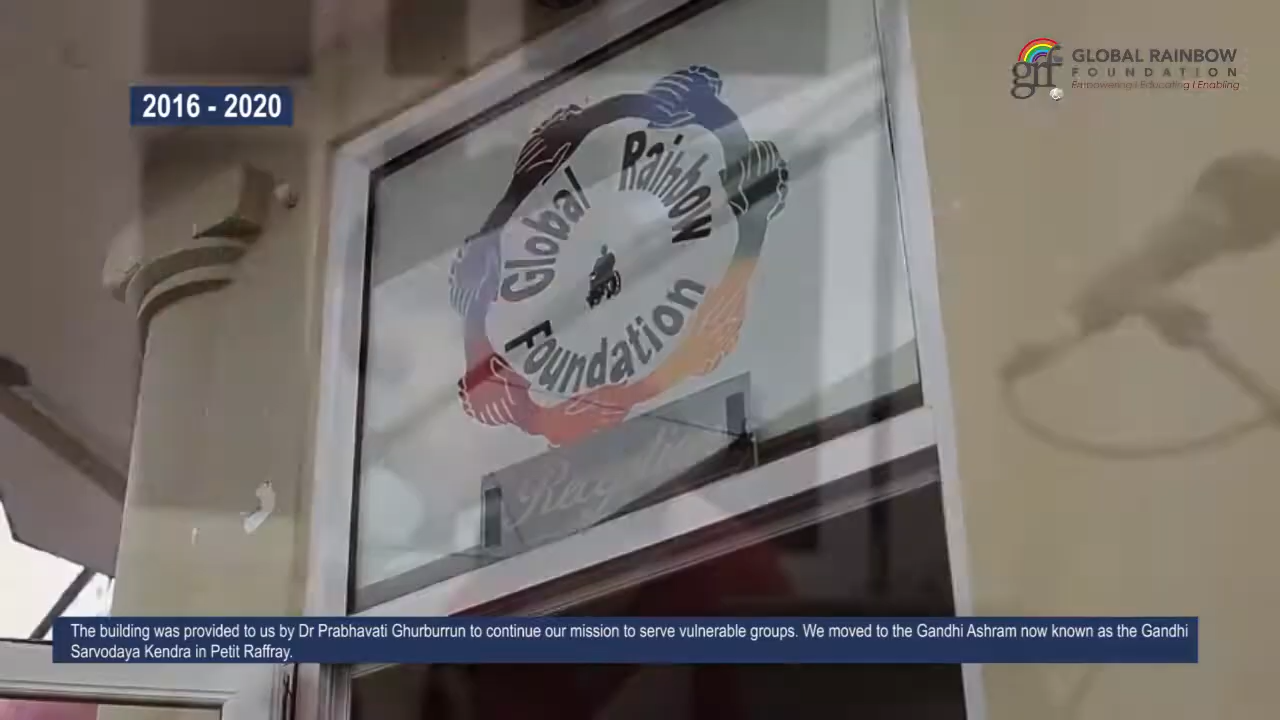 2016 - 2020
grf
GLOBAL RAINBOW
FOUNDATION
Empowering | Educating | Enabling
Global Rainbow
Foundation
The building was provided to us by Dr Prabhavati Ghurburrun to continue our mission to serve vulnerable groups. We moved to the Gandhi Ashram now known as the Gandhi
Sarvodaya Kendra in Petit Raffray.